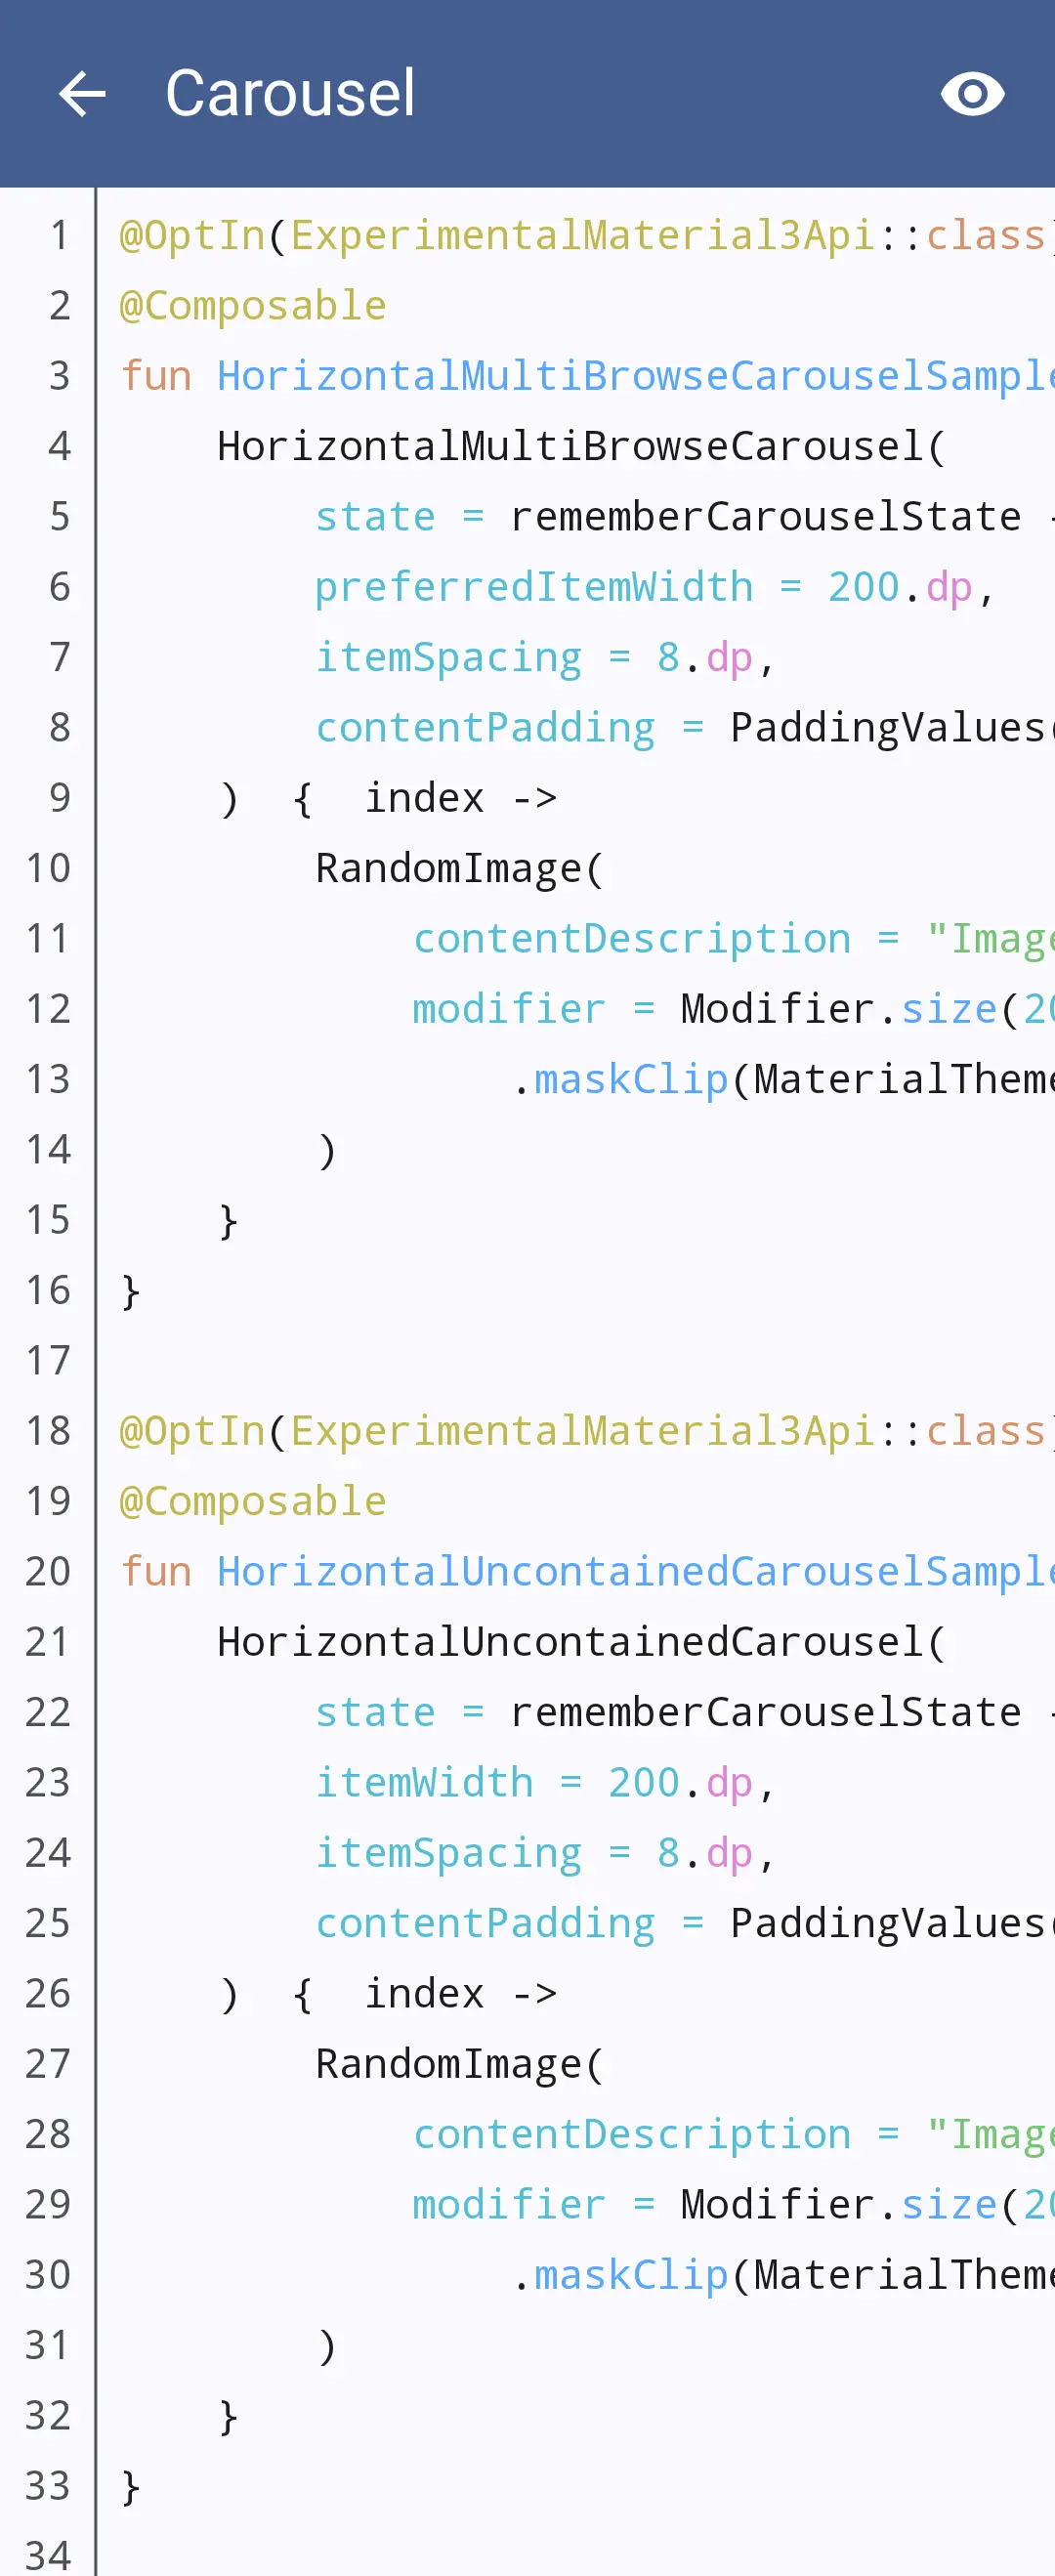 Carousel
1 @OptIn(ExperimentalMaterial3Api::class)
2 @Composable
3 fun HorizontalMultiBrowseCarouselSample
4 HorizontalMultiBrowseCarousel(
5 state = rememberCarouselState
6 preferredItemWidth = 200.dp,
7 itemSpacing = 8.dp,
8 contentPadding = PaddingValues(
9 ) { index ->
10 RandomImage(
11 contentDescription = "Image
12 modifier = Modifier.size(20
13 .maskClip(MaterialTheme
14 )
15 }
16 }
17
18 @OptIn(ExperimentalMaterial3Api::class)
19 @Composable
20 fun HorizontalUncontainedCarouselSample
21 HorizontalUncontainedCarousel(
22 state = rememberCarouselState
23 itemWidth = 200.dp,
24 itemSpacing = 8.dp,
25 contentPadding = PaddingValues(
26 ) { index ->
27 RandomImage(
28 contentDescription = "Image
29 modifier = Modifier.size(20
30 .maskClip(MaterialTheme
31 )
32 }
33 }
34